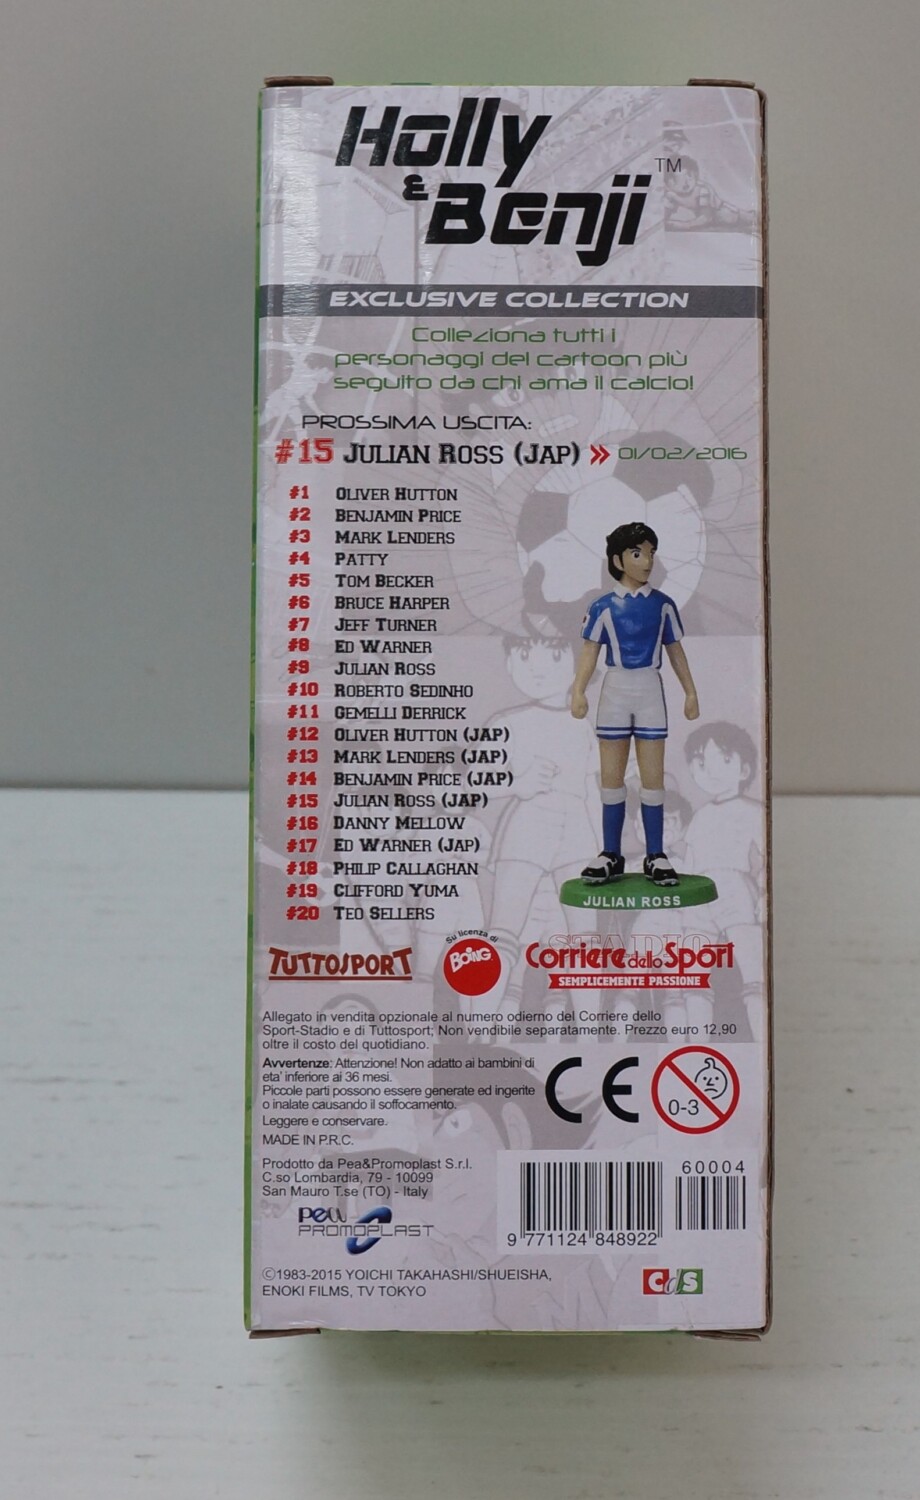 Holly
& Benji ™
EXCLUSIVE COLLECTION
Colleziona tutti i
personaggi del cartoon più
seguito da chi ama il calcio!
PROSSIMA USCITA:
#15 JULIAN ROSS (JAP) » 01/02/2016
#1 OLIVER HUTTON
#2 BENJAMIN PRICE
#3 MARK LENDERS
#4 PATTY
#5 TOM BECKER
#6 BRUCE HARPER
#7 JEFF TURNER
#8 ED WARNER
#9 JULIAN ROSS
#10 ROBERTO SEDINHO
#11 GEMELLI DERRICK
#12 OLIVER HUTTON (JAP)
#13 MARK LENDERS (JAP)
#14 BENJAMIN PRICE (JAP)
#15 JULIAN ROSS (JAP)
#16 DANNY MELLOW
#17 ED WARNER (JAP)
#18 PHILIP CALLAGHAN
#19 CLIFFORD YUMA
#20 TEO SELLERS
JULIAN ROSS
TUTTOSPORT
Su licenza di
BOING
STADIO
Corriere dello Sport
SEMPLICEMENTE PASSIONE
Allegato in vendita opzionale al numero odierno del Corriere dello
Sport-Stadio e di Tuttosport; Non vendibile separatamente. Prezzo euro 12,90
oltre il costo del quotidiano.
Avvertenze: Attenzione! Non adatto ai bambini di
eta' inferiore ai 36 mesi.
Piccole parti possono essere generate ed ingerite
o inalate causando il soffocamento.
Leggere e conservare.
MADE IN P.R.C.
CE
0-3
Prodotto da Pea&Promoplast S.r.l.
C.so Lombardia, 79 - 10099
San Mauro T.se (TO) - Italy
pea
PROMOPLAST
60004
9 771124 848922
©1983-2015 YOICHI TAKAHASHI/SHUEISHA,
ENOKI FILMS, TV TOKYO
CdS